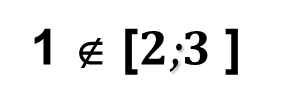 1 ∉ [2;3 ]